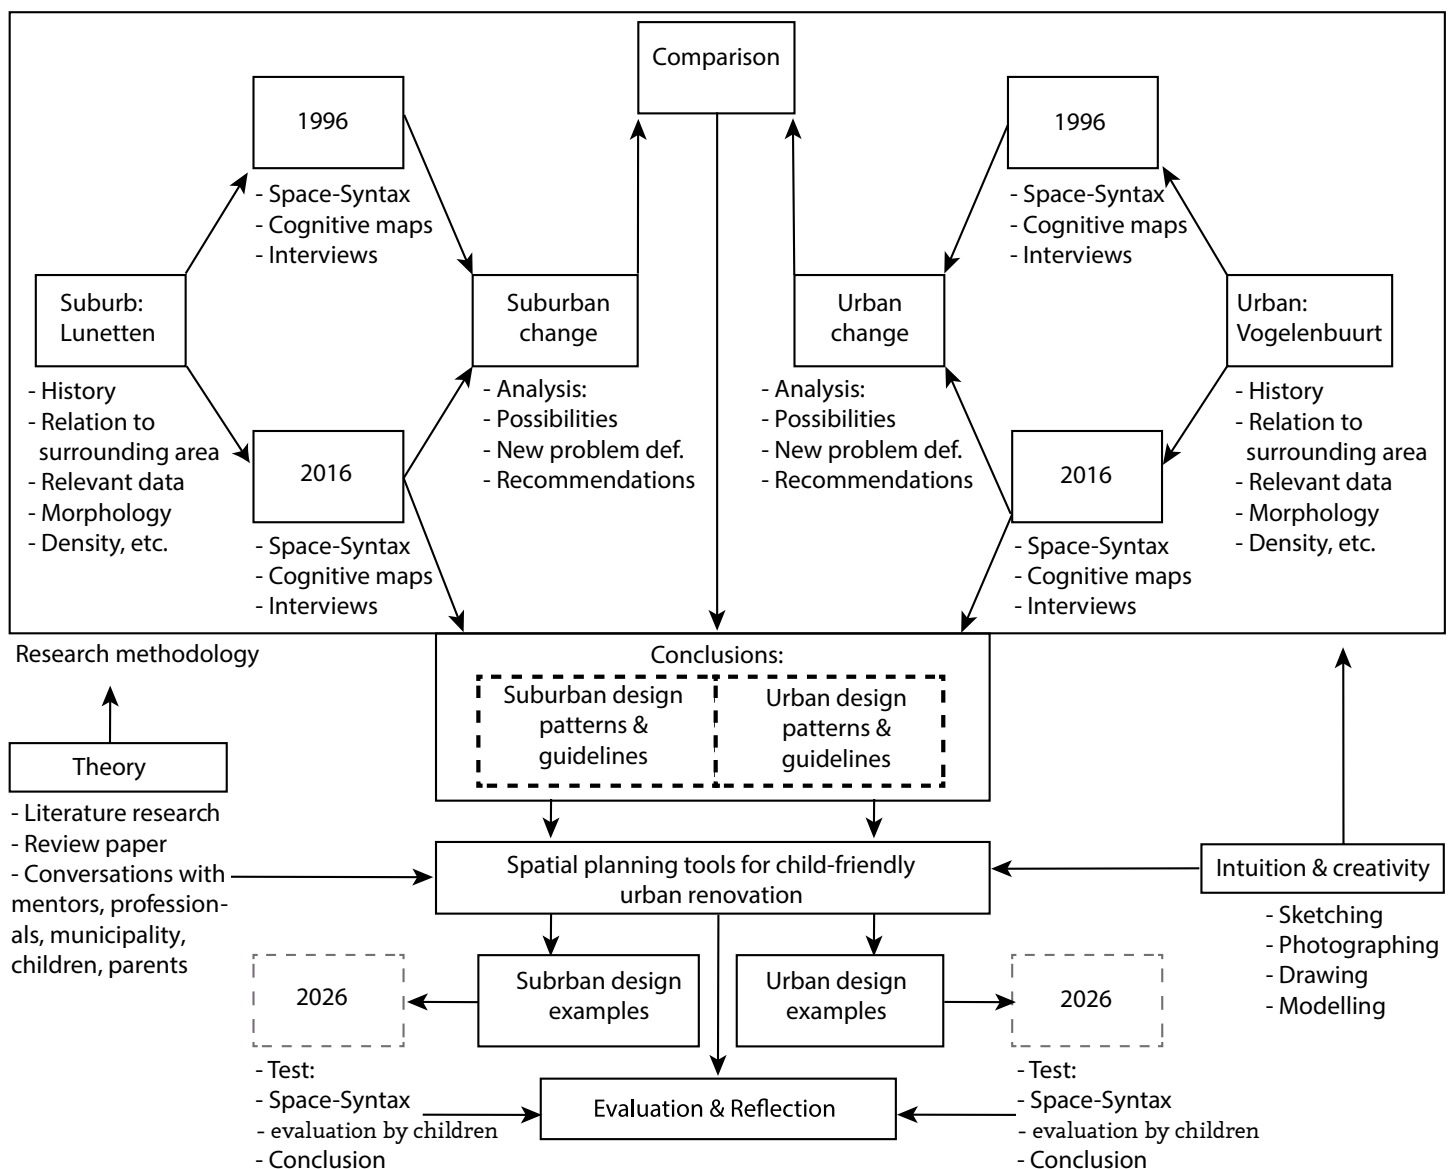 Comparison
1996
- Space-Syntax
- Cognitive maps
- Interviews
1996
- Space-Syntax
- Cognitive maps
- Interviews
Suburb:
Lunetten
- History
- Relation to
surrounding area
- Relevant data
- Morphology
- Density, etc.
Suburban
change
- Analysis:
- Possibilities
- New problem def.
- Recommendations
Urban
change
- Analysis:
- Possibilities
- New problem def.
- Recommendations
Urban:
Vogelenbuurt
- History
- Relation to
surrounding area
- Relevant data
- Morphology
- Density, etc.
2016
- Space-Syntax
- Cognitive maps
- Interviews
2016
- Space-Syntax
- Cognitive maps
- Interviews
Research methodology
Conclusions:
Suburban design
patterns &
guidelines
Urban design
patterns &
guidelines
Theory
- Literature research
- Review paper
- Conversations with
mentors, profession-
als, municipality,
children, parents
Spatial planning tools for child-friendly
urban renovation
Intuition & creativity
- Sketching
- Photographing
- Drawing
- Modelling
2026
- Test:
- Space-Syntax
- evaluation by children
- Conclusion
Subrban design
examples
Urban design
examples
2026
- Test:
- Space-Syntax
- evaluation by children
- Conclusion
Evaluation & Reflection